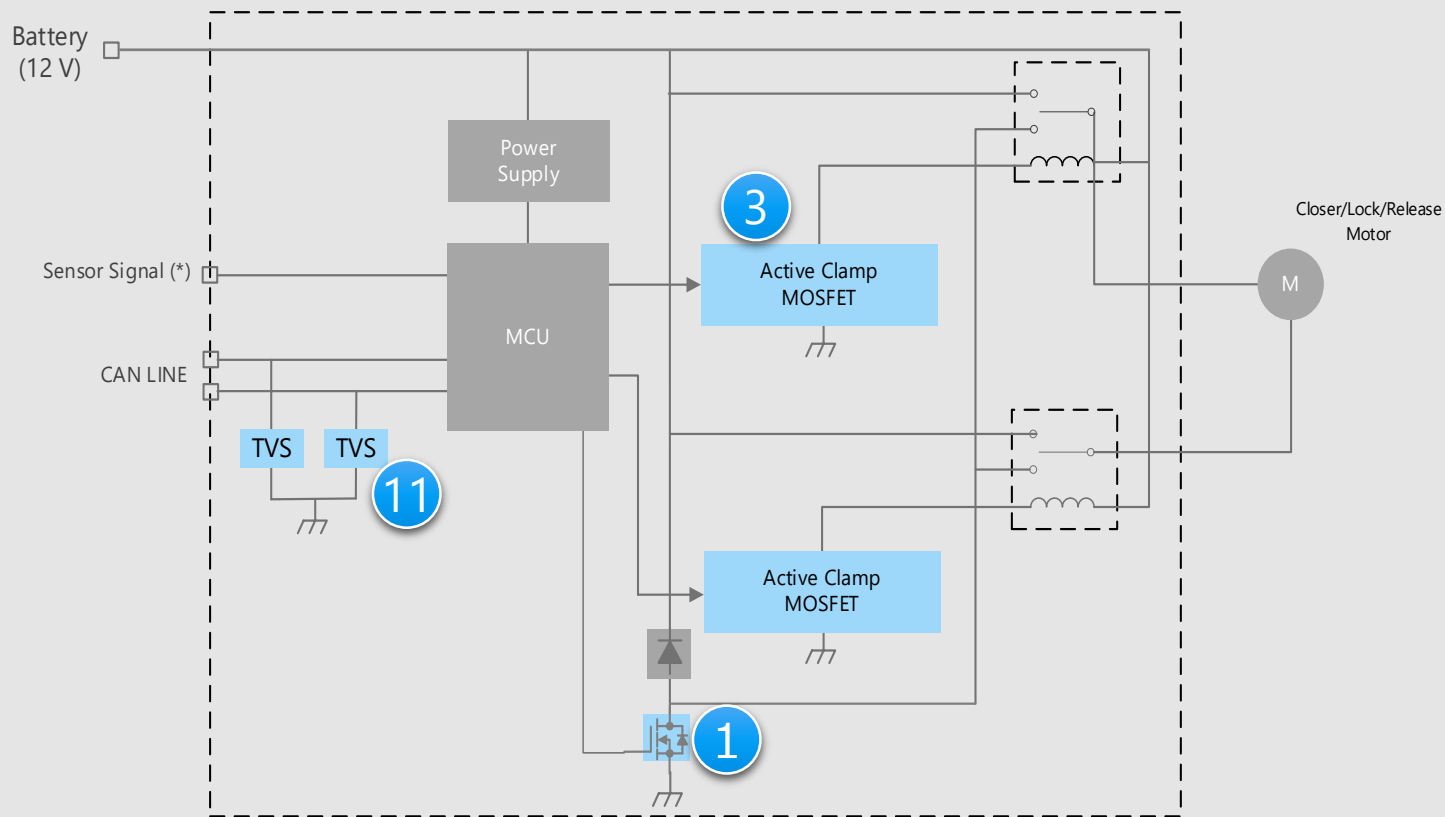 Battery
(12 V)
Power
Supply
3
Closer/Lock/Release
Motor
Sensor Signal (*)
Active Clamp
MOSFET
M
MCU
CAN LINE
TVS
TVS
11
Active Clamp
MOSFET
1